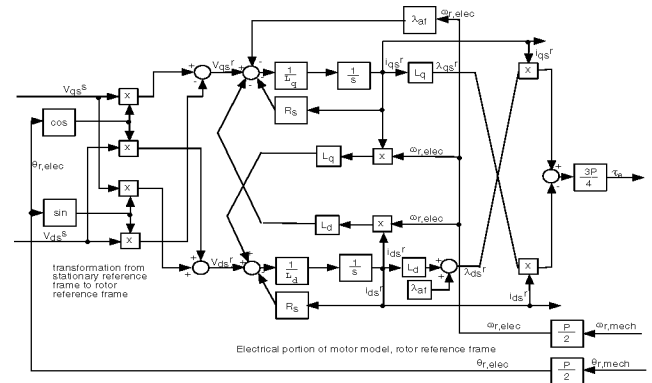 λaf
ωr,elec
Vqsʳ
iqsʳ
1
Lq
1
s
iqsʳ
Lq
λqsʳ
X
Vqsˢ
X
cos
Rs
X
θr,elec
Lq
X
ωr,elec
X
3P
4
τe
sin
Ld
X
ωr,elec
Vdsˢ
X
transformation from
stationary reference
frame to rotor
reference frame
Vdsʳ
1
Ld
1
s
idsʳ
Ld
λdsʳ
X
λaf
Rs
idsʳ
idsʳ
ωr,elec
P
2
ωr,mech
Electrical portion of motor model, rotor reference frame
θr,elec
P
2
θr,mech